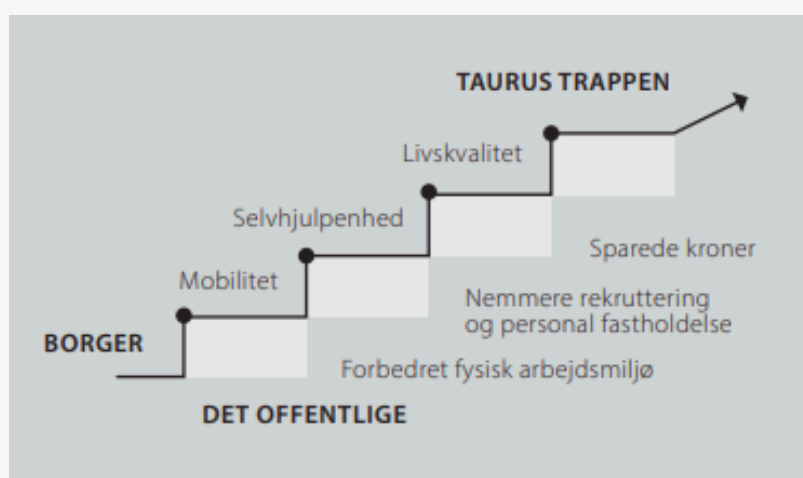 TAURUS TRAPPEN
Livskvalitet
Selvhjulpenhed
Sparede kroner
Mobilitet
Nemmere rekruttering
og personal fastholdelse
BORGER
Forbedret fysisk arbejdsmiljø
DET OFFENTLIGE